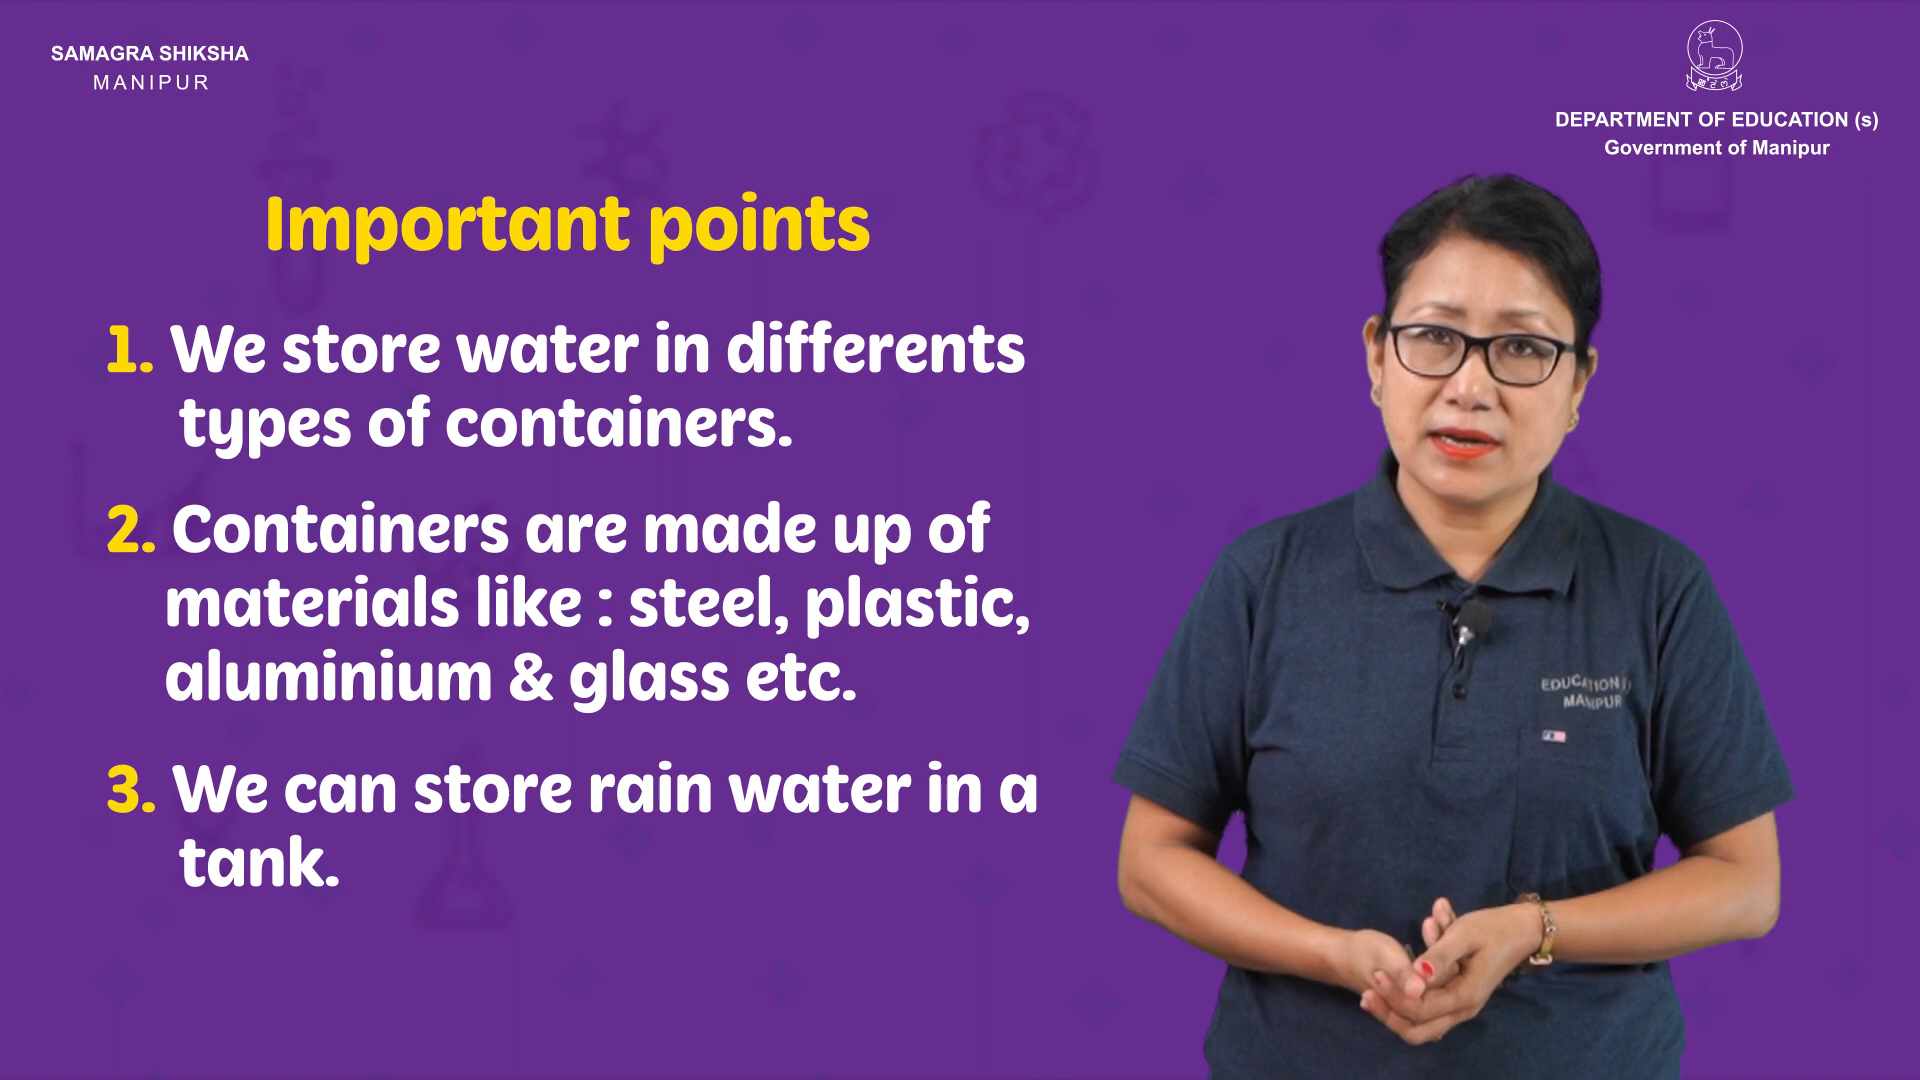 SAMAGRA SHIKSHA
MANIPUR
DEPARTMENT OF EDUCATION (s)
Government of Manipur
Important points
1. We store water in differents
types of containers.
2. Containers are made up of
materials like : steel, plastic,
aluminium & glass etc.
3. We can store rain water in a
tank.
EDUCATION
MANIPUR